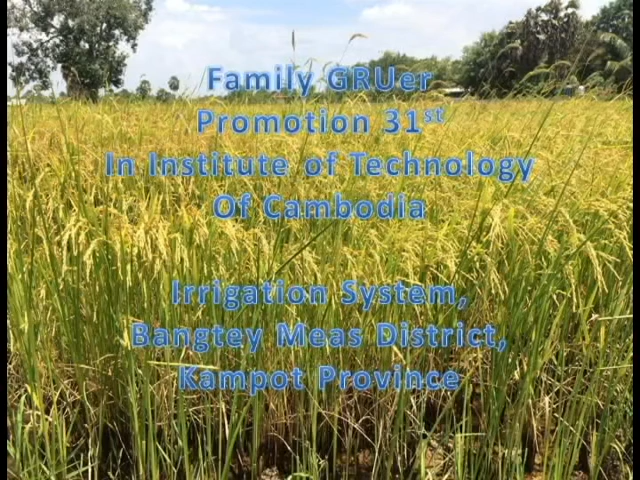 Family GRUer
Promotion 31st
In Institute of Technology
Of Cambodia
Irrigation System,
Bangtey Meas District,
Kampot Province